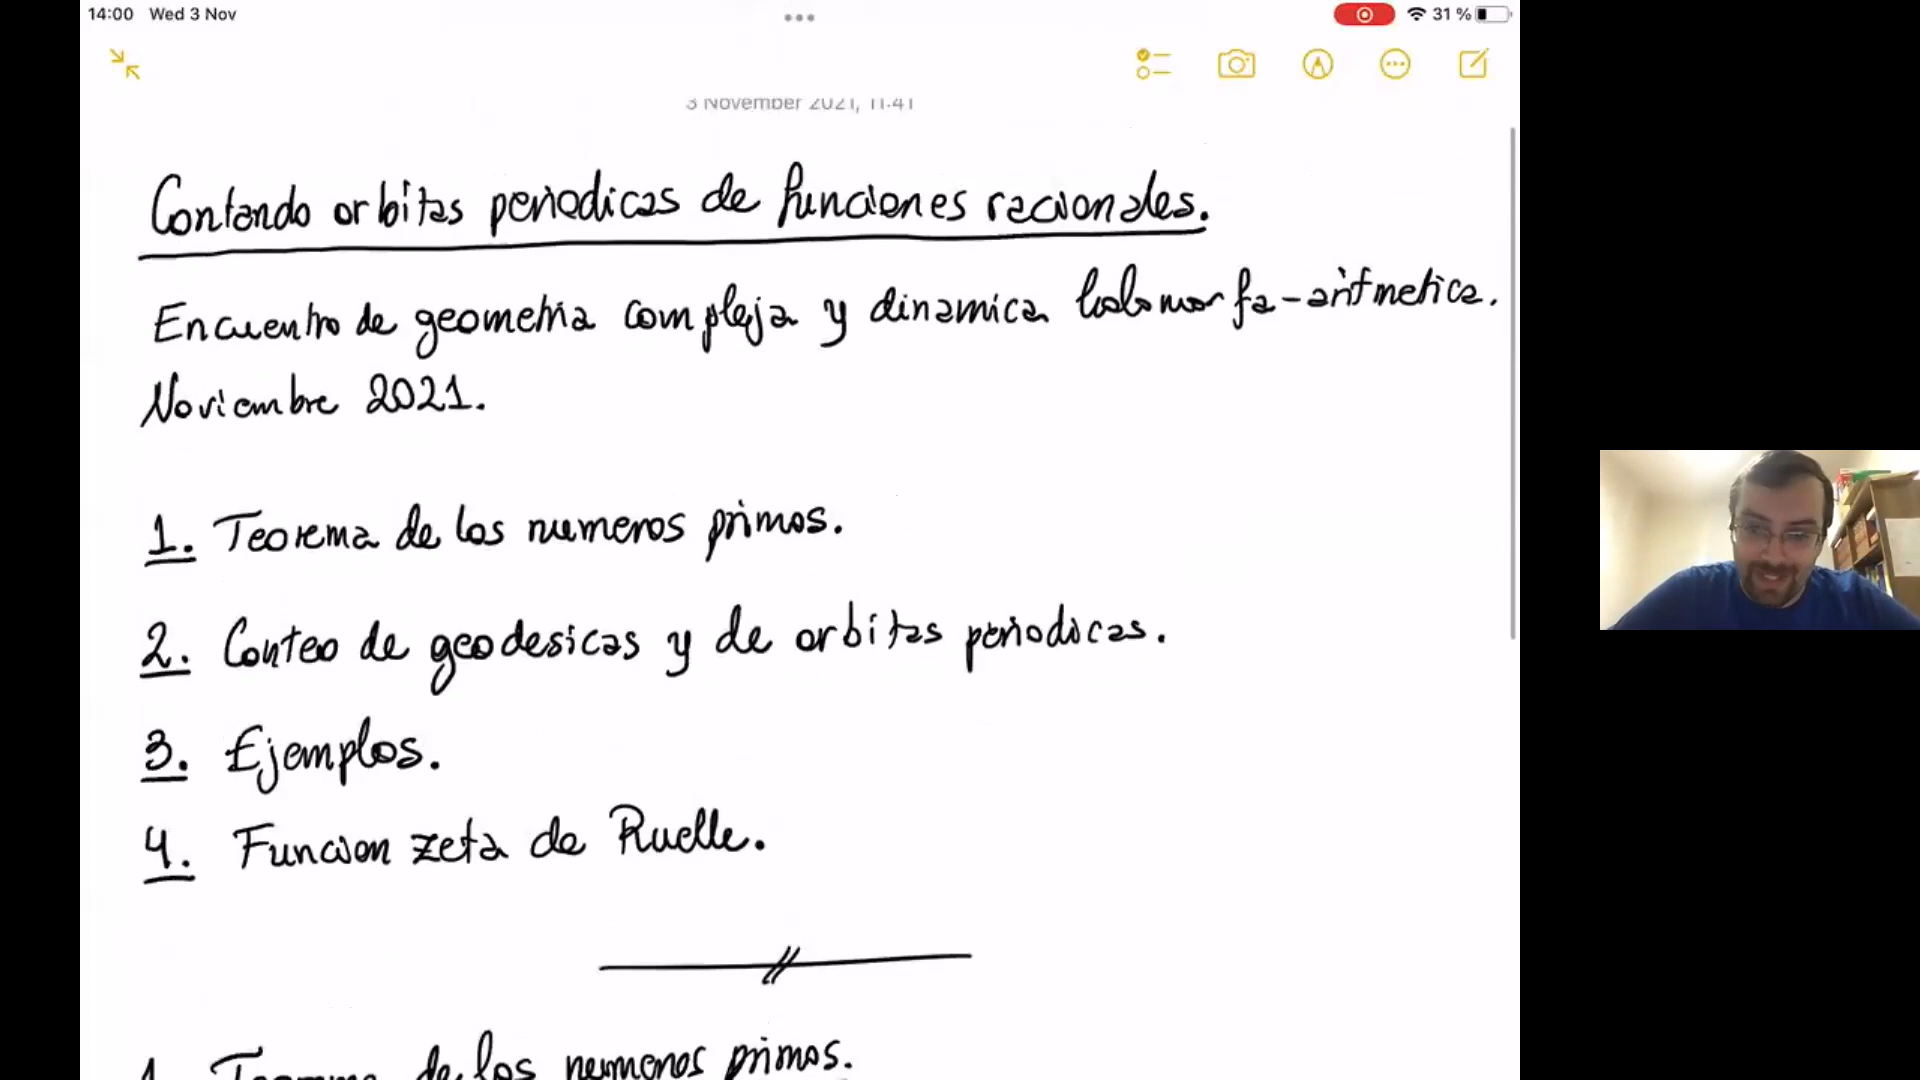 14:00 Wed 3 Nov
31 %
3 November 2021, 11:41
Contando orbitas periodicas de funciones racionales.
Encuentro de geometria compleja y dinamica holomorfa-aritmetica.
Noviembre 2021.
1. Teorema de los numeros primos.
2. Conteo de geodesicas y de orbitas periodicas.
3. Ejemplos.
4. Funcion zeta de Ruelle.
1. Teorema de los numeros primos.